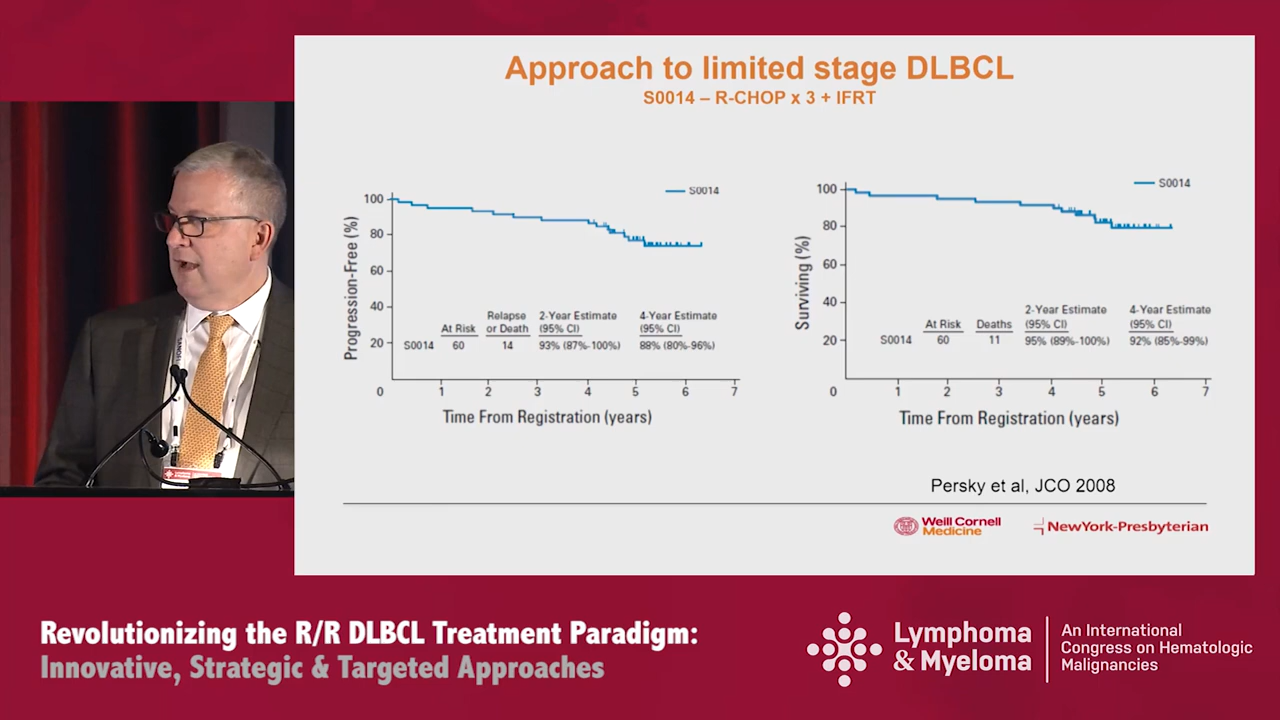 Approach to limited stage DLBCL
S0014 – R-CHOP x 3 + IFRT
S0014
100
80
60
40
20
0
1
2
3
4
5
6
7
Progression-Free (%)
Time From Registration (years)
At Risk
Relapse or Death
2-Year Estimate (95% CI)
4-Year Estimate (95% CI)
S0014 60 14 93% (87%-100%) 88% (80%-96%)
S0014
100
80
60
40
20
0
1
2
3
4
5
6
7
Surviving (%)
Time From Registration (years)
At Risk
Deaths
2-Year Estimate (95% CI)
4-Year Estimate (95% CI)
S0014 60 11 95% (89%-100%) 92% (85%-99%)
Persky et al, JCO 2008
Weill Cornell
Medicine
NewYork-Presbyterian
Revolutionizing the R/R DLBCL Treatment Paradigm:
Innovative, Strategic & Targeted Approaches
Lymphoma
& Myeloma
An International
Congress on Hematologic
Malignancies